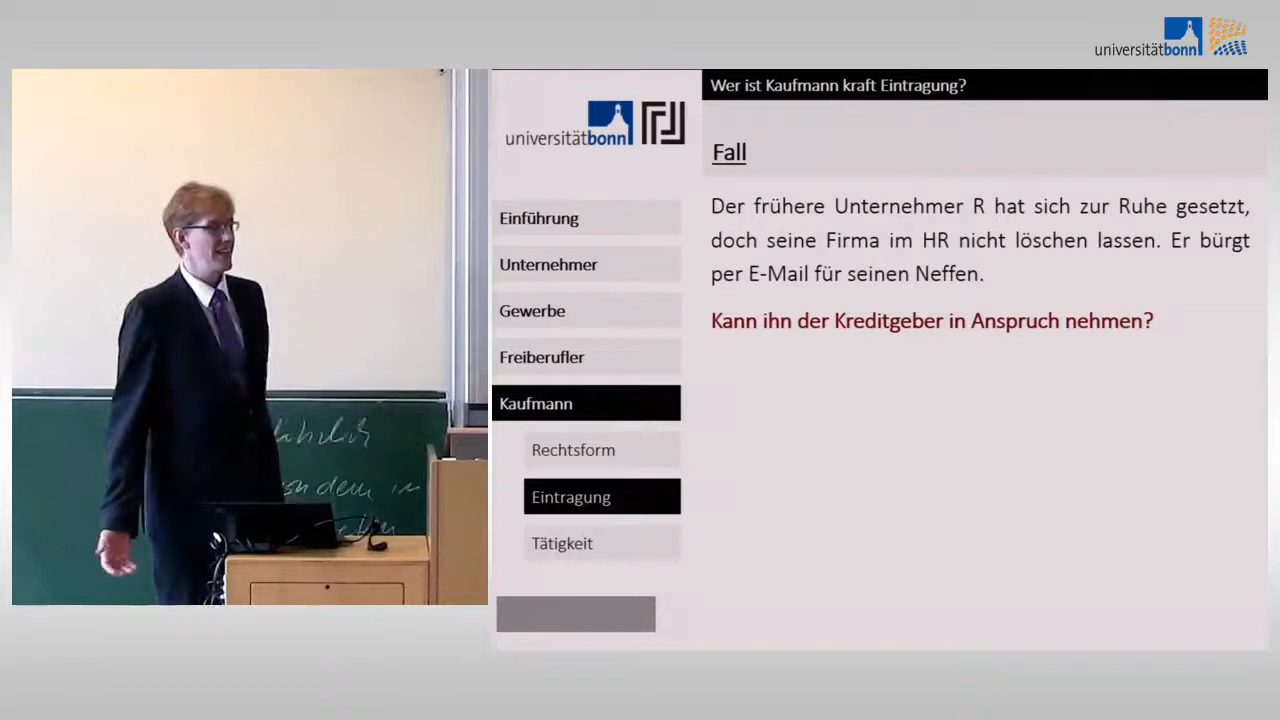 universitätbonn
Wer ist Kaufmann kraft Eintragung?
universitätbonn
Fall
Der frühere Unternehmer R hat sich zur Ruhe gesetzt,
doch seine Firma im HR nicht löschen lassen. Er bürgt
per E-Mail für seinen Neffen.
Kann ihn der Kreditgeber in Anspruch nehmen?
Einführung
Unternehmer
Gewerbe
Freiberufler
Kaufmann
Rechtsform
Eintragung
Tätigkeit
dem